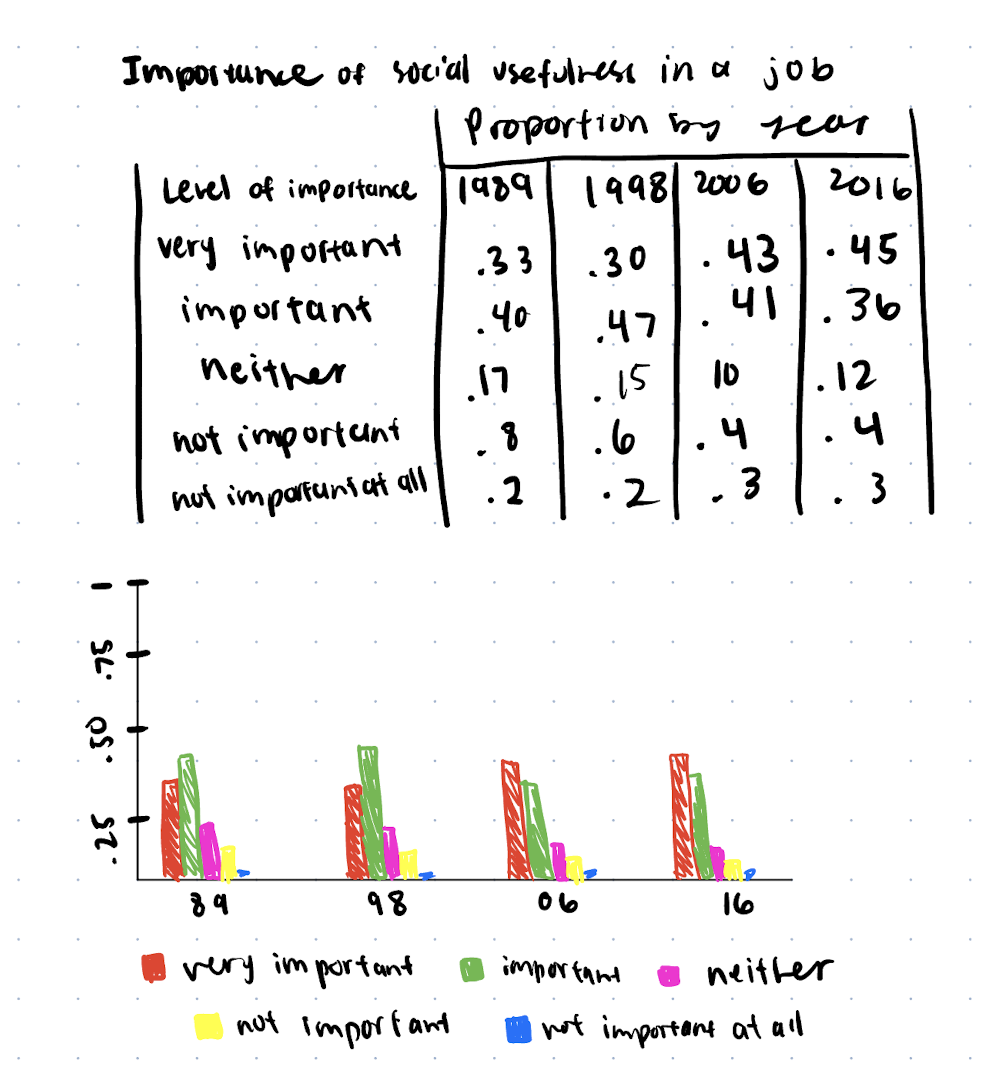 Importance of social usefulness in a job
Proportion by year
Level of importance 1989 1998 2006 2016
very important .33 .30 .43 .45
important .40 .47 .41 .36
neither .17 .15 10 .12
not important .8 .6 .4 .4
not important at all .2 .2 .3 .3
1
.75
.50
.25
89 98 06 16
very important important neither
not important not important at all